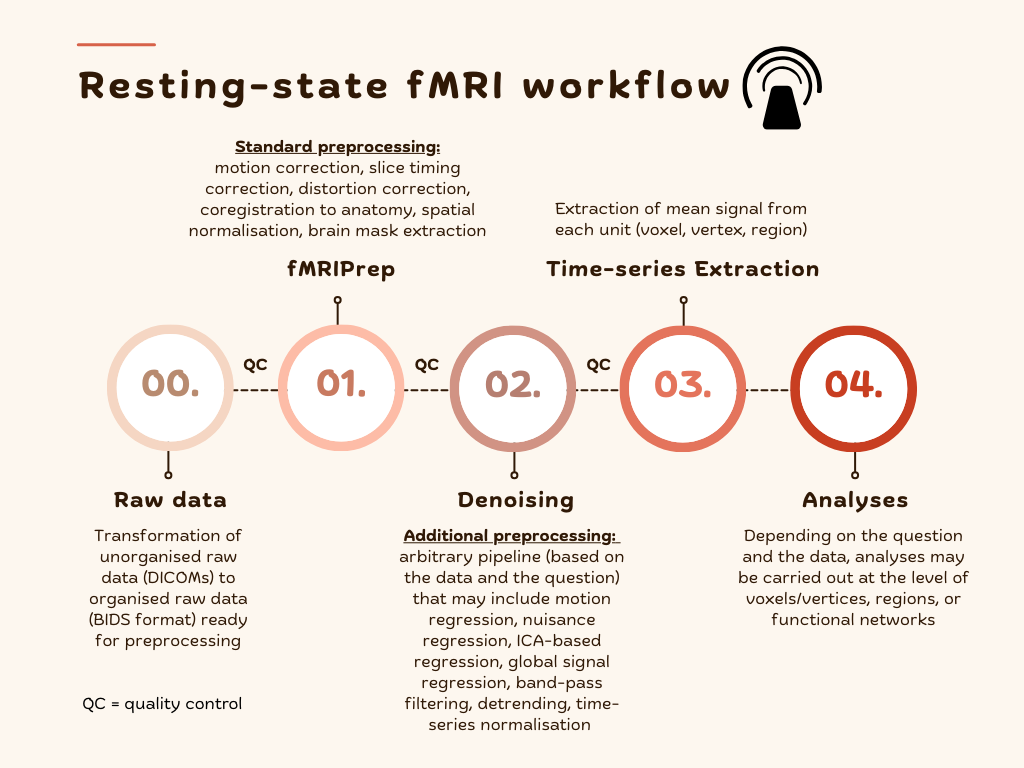 Resting-state fMRI workflow
Standard preprocessing:
motion correction, slice timing
correction, distortion correction,
coregistration to anatomy, spatial
normalisation, brain mask extraction
fMRIPrep
Extraction of mean signal from
each unit (voxel, vertex, region)
Time-series Extraction
00.
QC
01.
QC
02.
QC
03.
04.
Raw data
Transformation of
unorganised raw
data (DICOMs) to
organised raw data
(BIDS format) ready
for preprocessing
Denoising
Additional preprocessing:
arbitrary pipeline (based on
the data and the question)
that may include motion
regression, nuisance
regression, ICA-based
regression, global signal
regression, band-pass
filtering, detrending, time-
series normalisation
Analyses
Depending on the question
and the data, analyses may
be carried out at the level of
voxels/vertices, regions, or
functional networks
QC = quality control